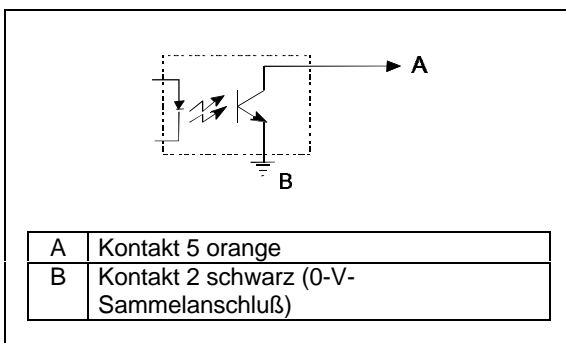 A
B
A Kontakt 5 orange
B Kontakt 2 schwarz (0-V-
Sammelanschluß)